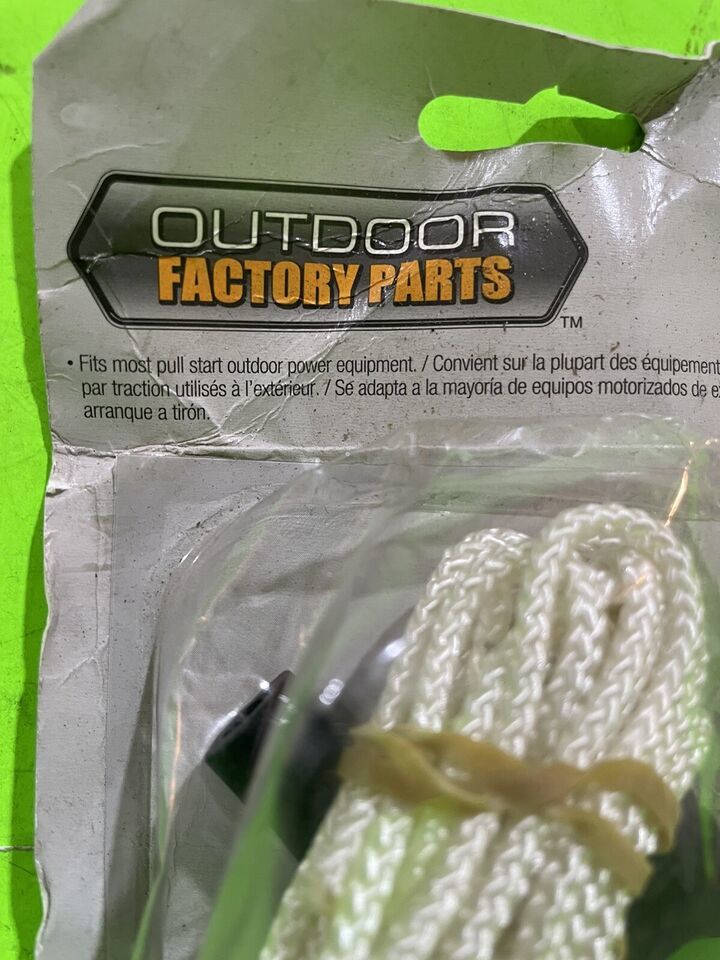 OUTDOOR
FACTORY PARTS
TM
• Fits most pull start outdoor power equipment. / Convient sur la plupart des équipement
par traction utilisés à l'extérieur. / Se adapta a la mayoría de equipos motorizados de
arranque a tirón.